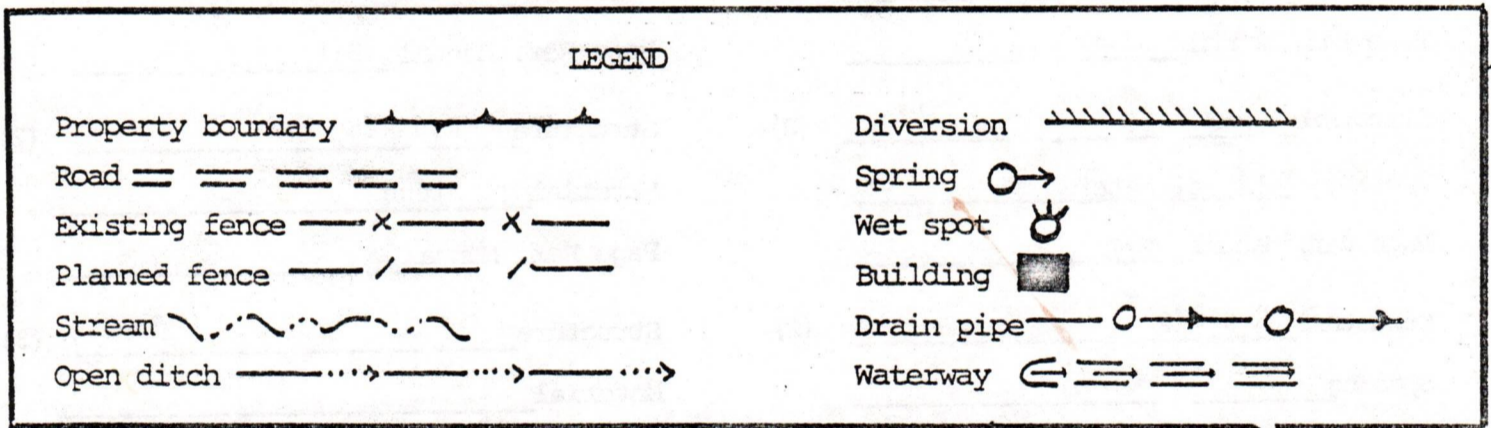 LEGEND
Property boundary
Road
Existing fence
Planned fence
Stream
Open ditch
Diversion
Spring
Wet spot
Building
Drain pipe
Waterway